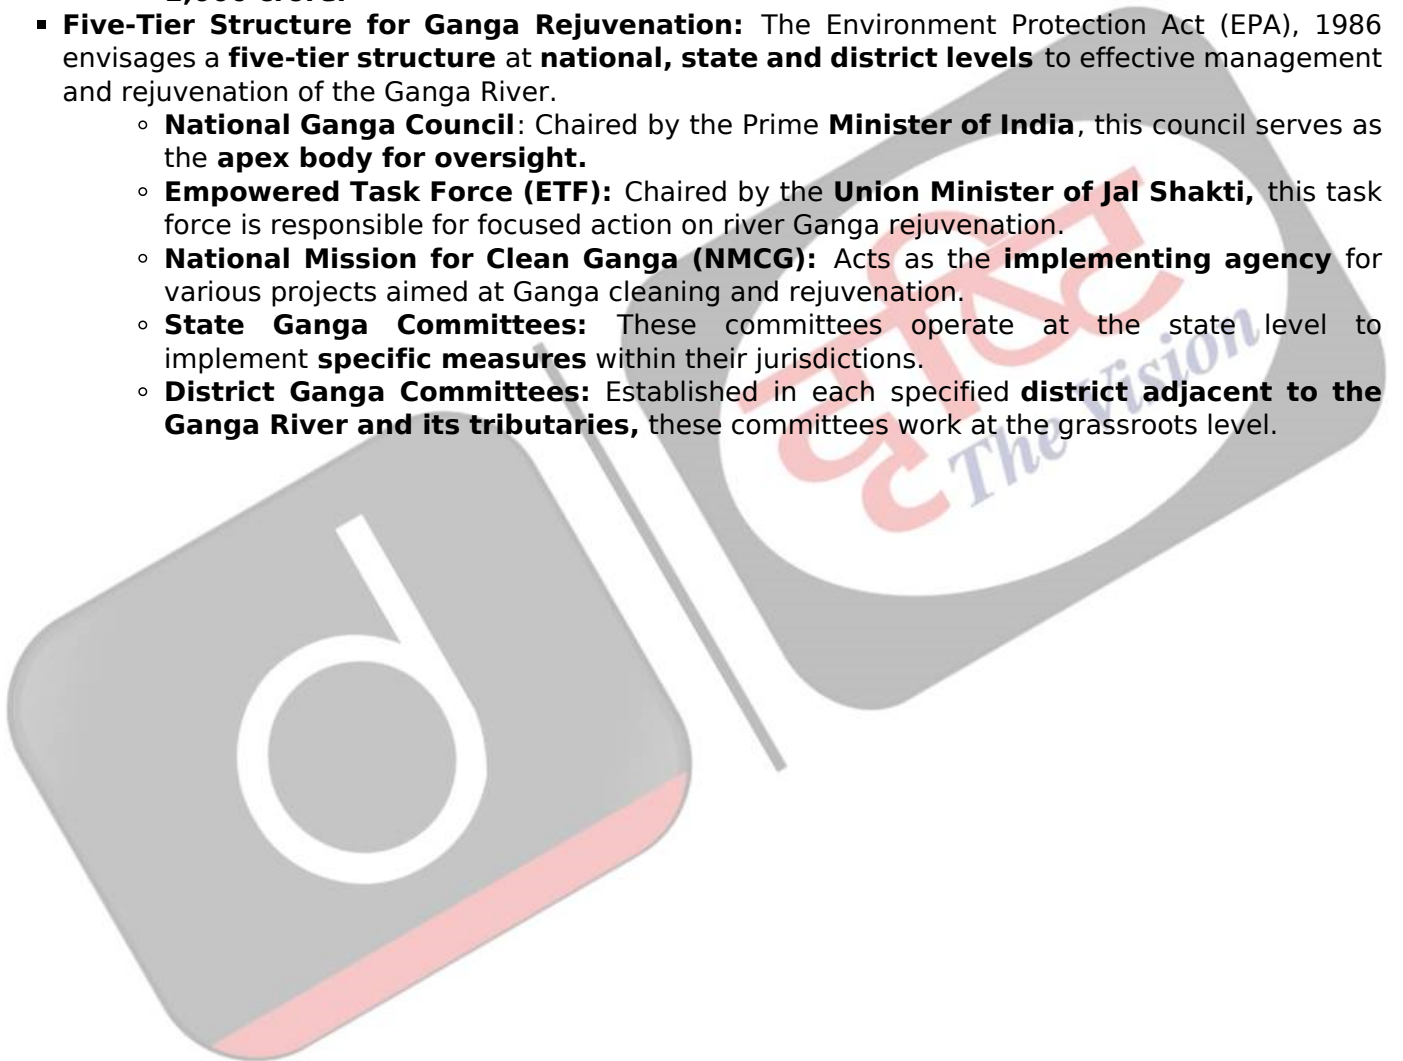 ▪ Five-Tier Structure for Ganga Rejuvenation: The Environment Protection Act (EPA), 1986
envisages a five-tier structure at national, state and district levels to effective management
and rejuvenation of the Ganga River.
◦ National Ganga Council: Chaired by the Prime Minister of India, this council serves as
the apex body for oversight.
◦ Empowered Task Force (ETF): Chaired by the Union Minister of Jal Shakti, this task
force is responsible for focused action on river Ganga rejuvenation.
◦ National Mission for Clean Ganga (NMCG): Acts as the implementing agency for
various projects aimed at Ganga cleaning and rejuvenation.
◦ State Ganga Committees: These committees operate at the state level to
implement specific measures within their jurisdictions.
◦ District Ganga Committees: Established in each specified district adjacent to the
Ganga River and its tributaries, these committees work at the grassroots level.
दृष्टि
The Vision
d